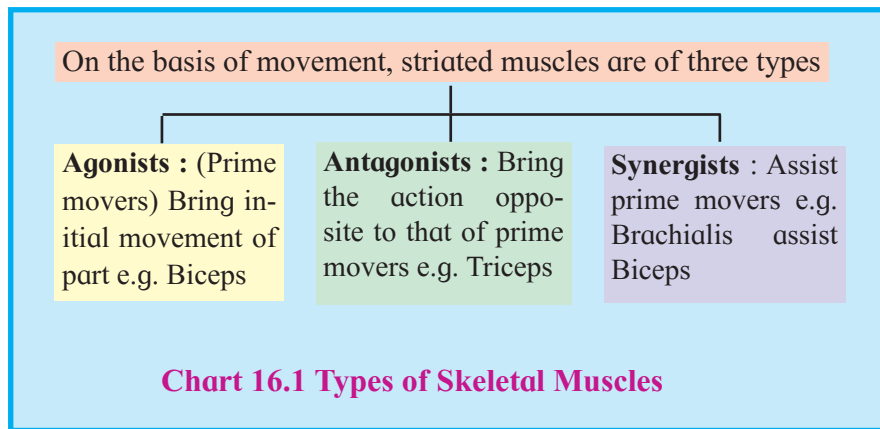 On the basis of movement, striated muscles are of three types
Agonists : (Prime
movers) Bring in-
itial movement of
part e.g. Biceps
Antagonists : Bring
the action oppo-
site to that of prime
movers e.g. Triceps
Synergists : Assist
prime movers e.g.
Brachialis assist
Biceps
Chart 16.1 Types of Skeletal Muscles